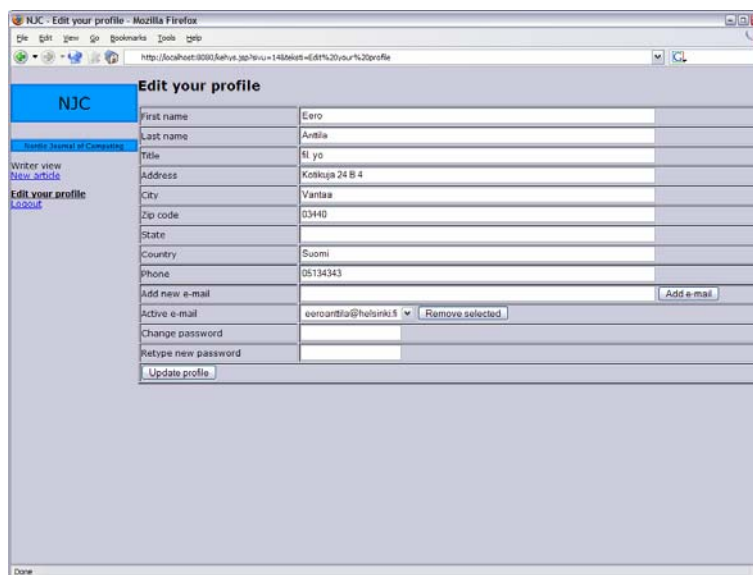 NJC - Edit your profile - Mozilla Firefox
File Edit View Go Bookmarks Tools Help
http://localhost:8080/kehys.jsp?sivu=14&teksti=Edit%20your%20profile
NJC
Nordic Journal of Computing
Writer view
New article
Edit your profile
Logout
Edit your profile
First name Eero
Last name Anttila
Title fil. yo
Address Kotikuja 24 B 4
City Vantaa
Zip code 03440
State
Country Suomi
Phone 05134343
Add new e-mail Add e-mail
Active e-mail eeroanttila@helsinki.fi Remove selected
Change password
Retype new password
Update profile
Done